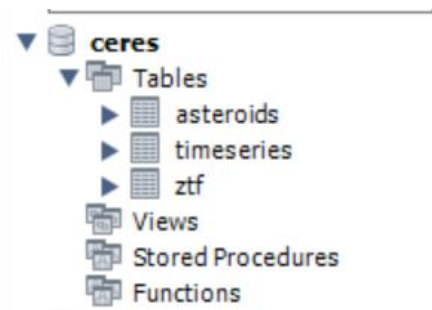 ceres
Tables
asteroids
timeseries
ztf
Views
Stored Procedures
Functions